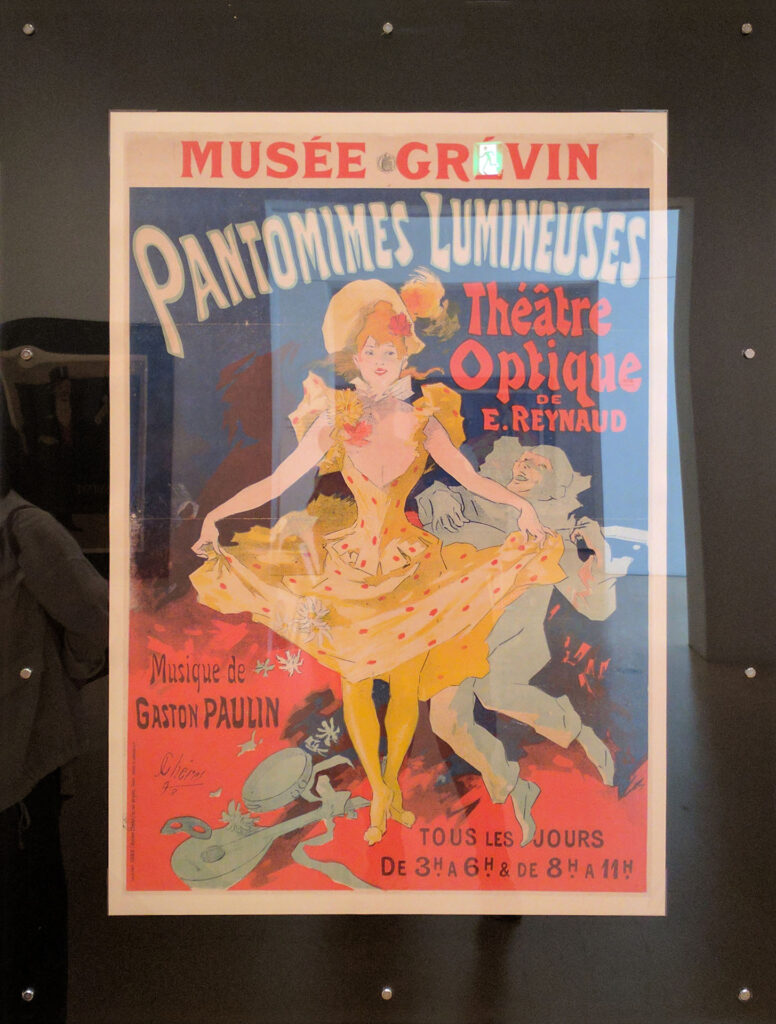 MUSÉE GRÉVIN
PANTOMIMES LUMINEUSES
Théâtre
Optique
DE
E. REYNAUD
Musique de
GASTON PAULIN
TOUS LES JOURS
DE 3H A 6H & DE 8H A 11H